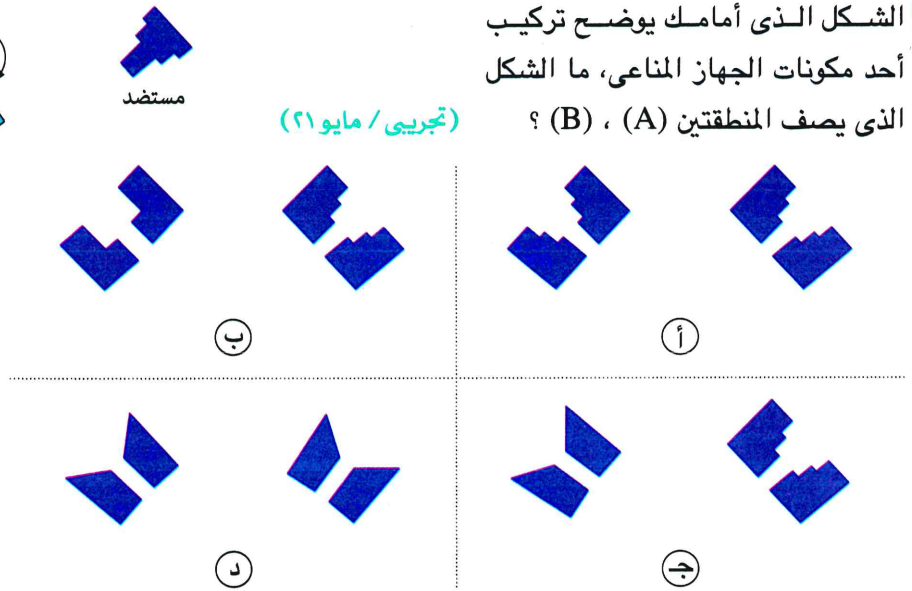 الشكل الذى أمامك يوضح تركيب
أحد مكونات الجهاز المناعى، ما الشكل
الذى يصف المنطقتين (A) ، (B) ؟
(تجريبى / مايو ٢١)
مستضد
أ
ب
جـ
د